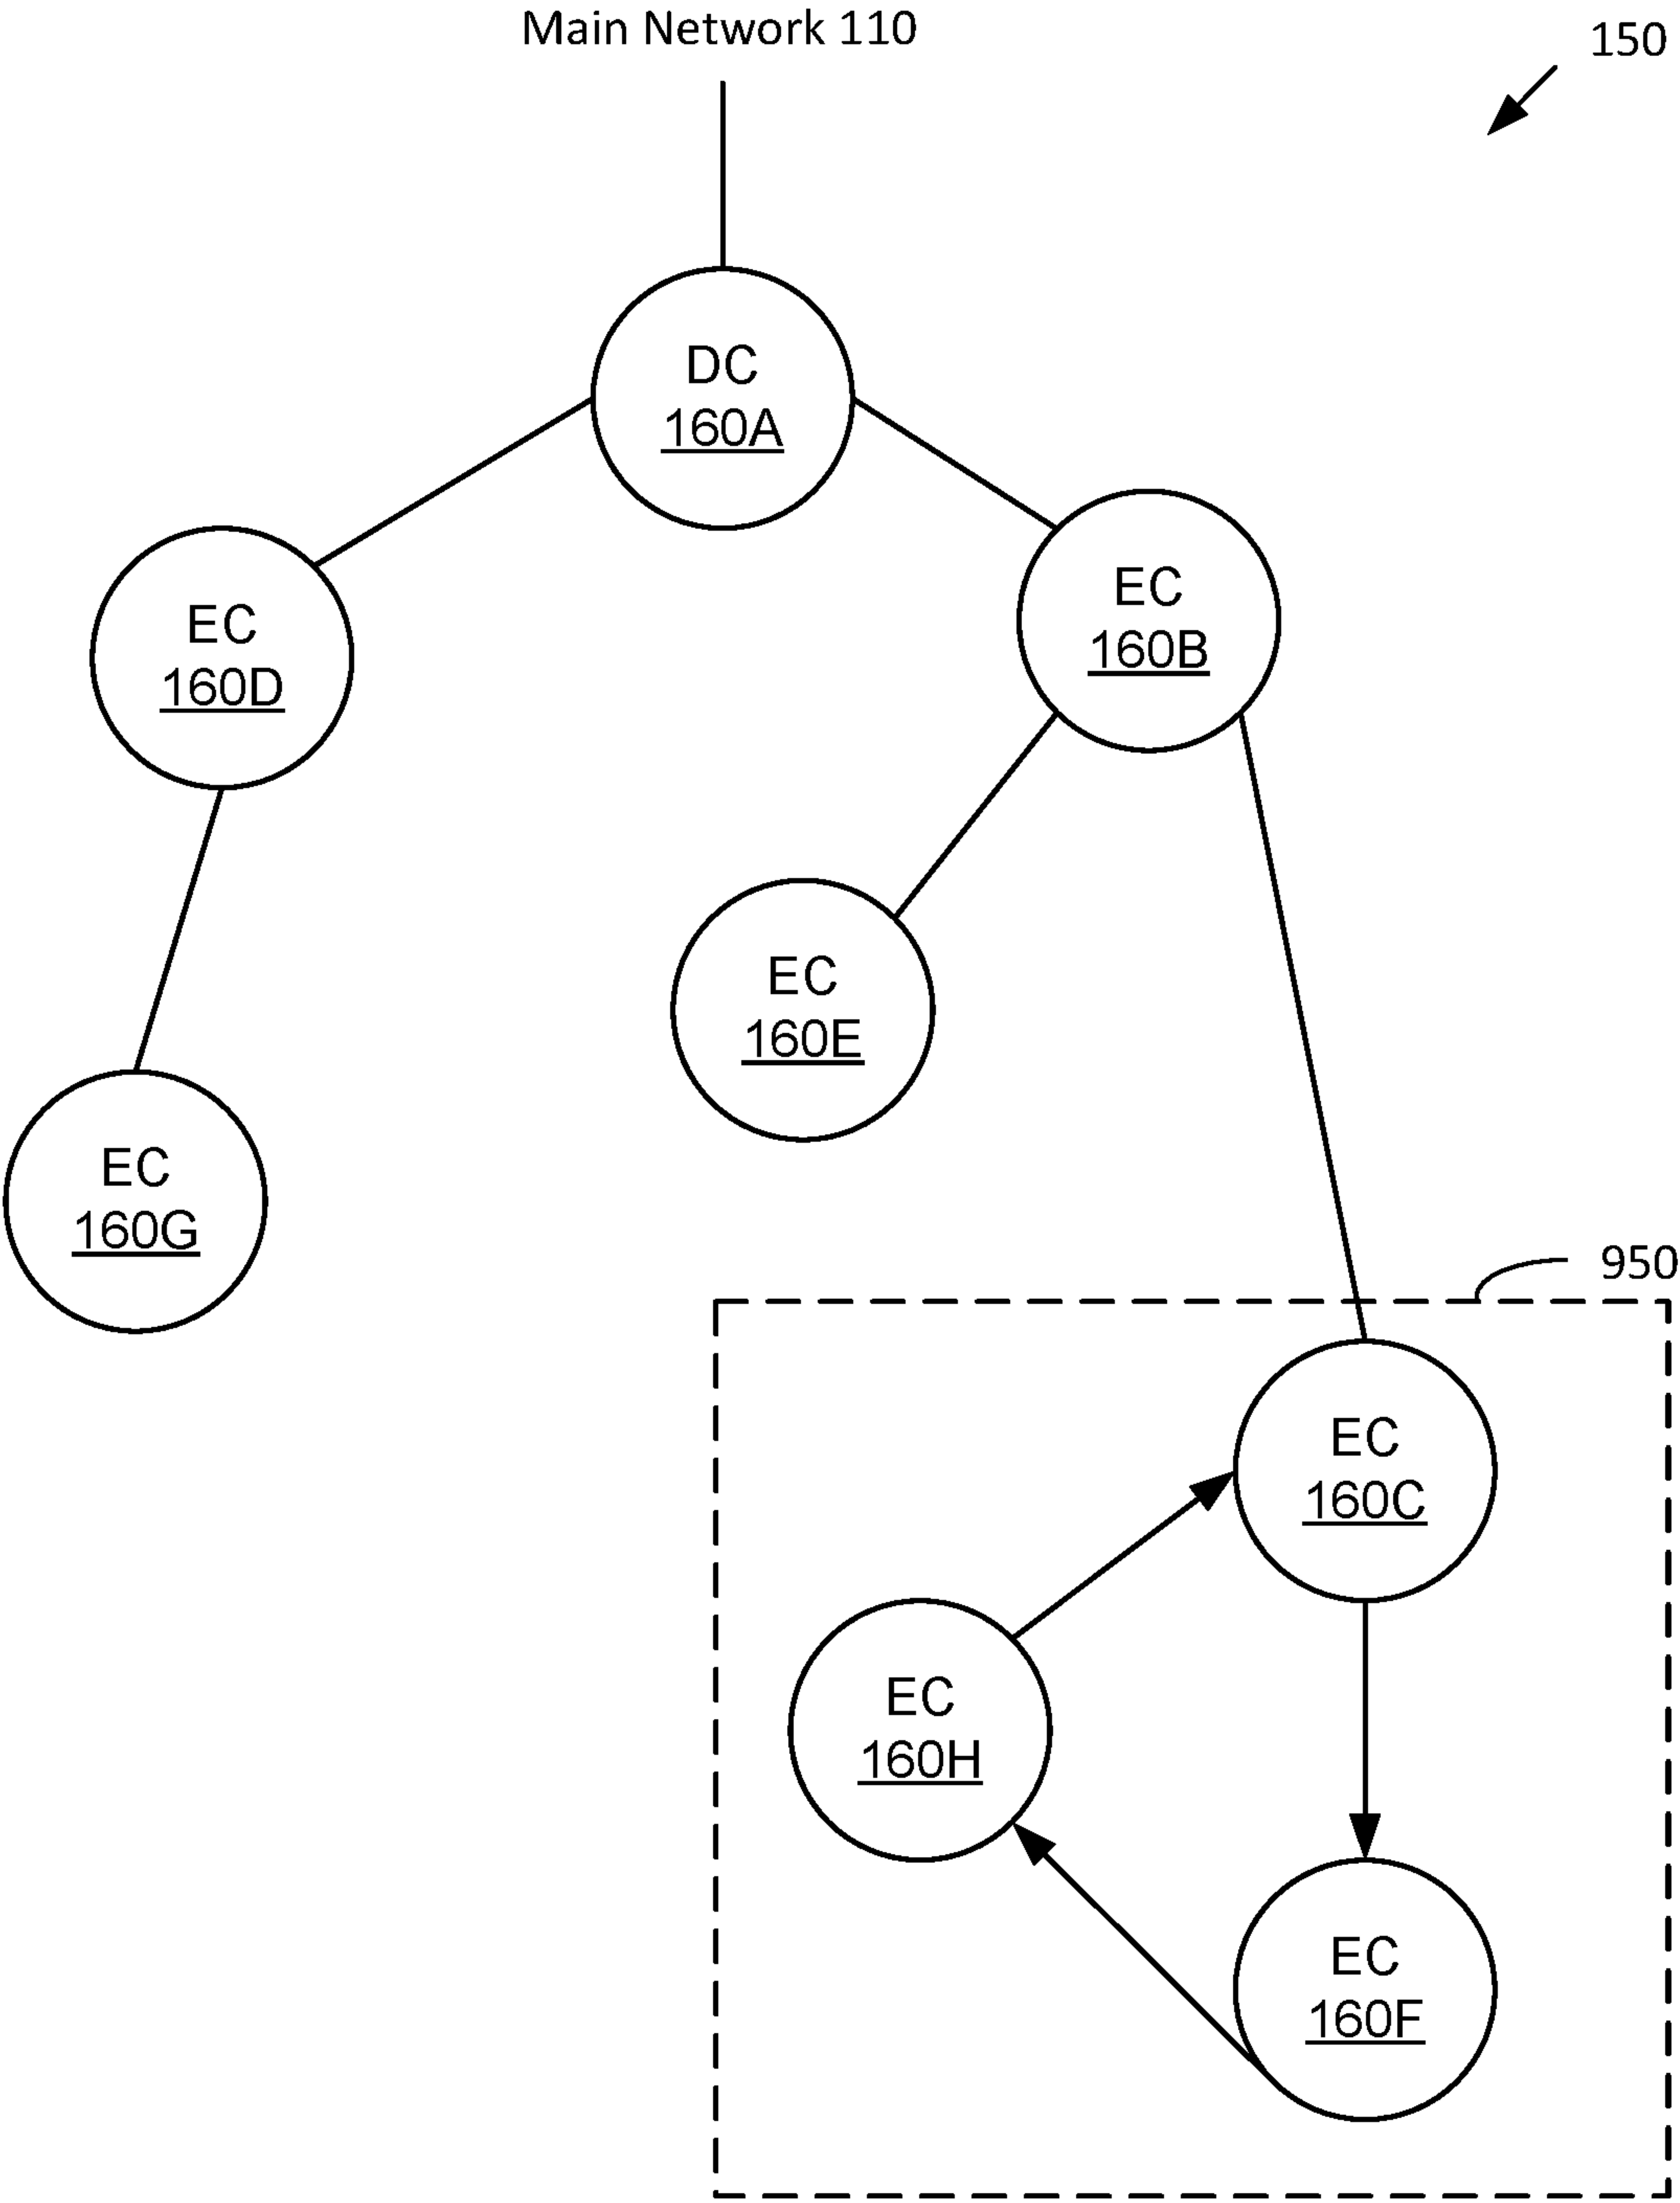 Main Network 110
150
DC
160A
EC
160B
EC
160D
EC
160E
EC
160G
950
EC
160C
EC
160H
EC
160F